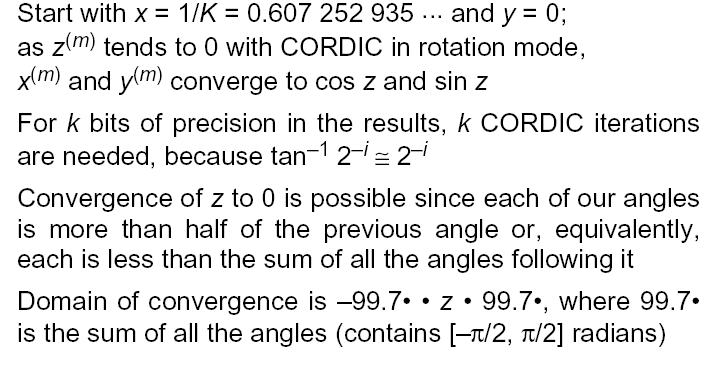 Start with x = 1/K = 0.607 252 935 ··· and y = 0;
as z(m) tends to 0 with CORDIC in rotation mode,
x(m) and y(m) converge to cos z and sin z
For k bits of precision in the results, k CORDIC iterations
are needed, because tan–1 2–i ≅ 2–i
Convergence of z to 0 is possible since each of our angles
is more than half of the previous angle or, equivalently,
each is less than the sum of all the angles following it
Domain of convergence is –99.7• • z • 99.7•, where 99.7•
is the sum of all the angles (contains [–π/2, π/2] radians)